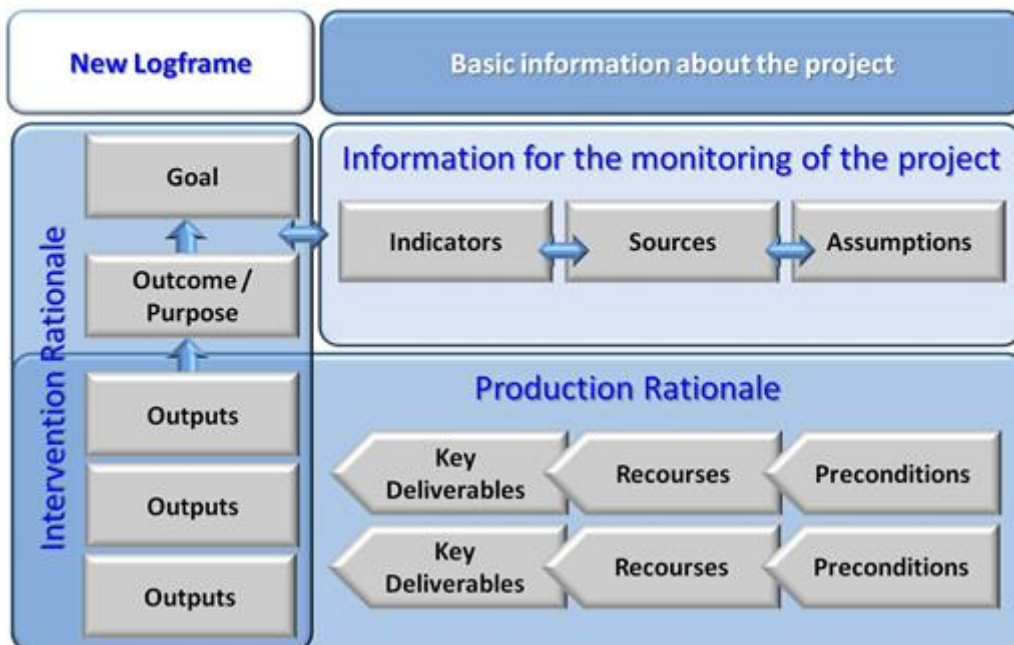 New Logframe
Basic information about the project
Intervention Rationale
Goal
Outcome /
Purpose
Outputs
Outputs
Outputs
Information for the monitoring of the project
Indicators
Sources
Assumptions
Production Rationale
Key
Deliverables
Recourses
Preconditions
Key
Deliverables
Recourses
Preconditions